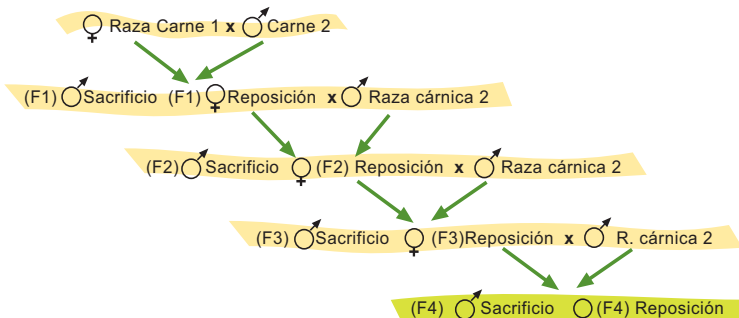 Raza Carne 1 x Carne 2
(F1) Sacrificio (F1) Reposición x Raza cárnica 2
(F2) Sacrificio (F2) Reposición x Raza cárnica 2
(F3) Sacrificio (F3)Reposición x R. cárnica 2
(F4) Sacrificio (F4) Reposición